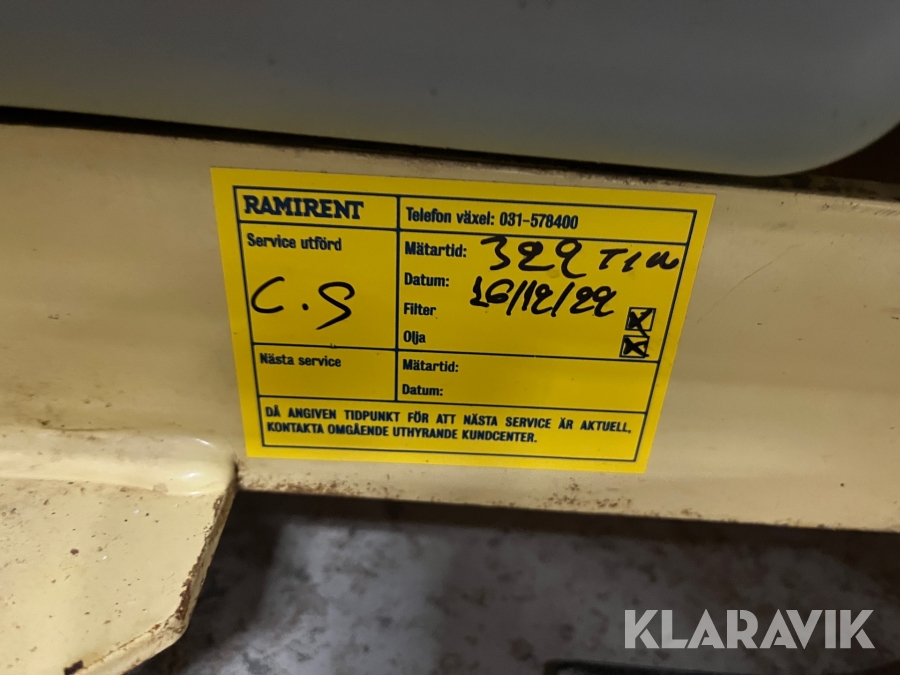 RAMIRENT
Telefon växel: 031-578400
Service utförd
C.S
Mätartid: 322 Tim
Datum: 16/12/22
Filter
Olja
Nästa service
Mätartid:
Datum:
DÅ ANGIVEN TIDPUNKT FÖR ATT NÄSTA SERVICE ÄR AKTUELL,
KONTAKTA OMGÅENDE UTHYRANDE KUNDCENTER.
KLARAVIK